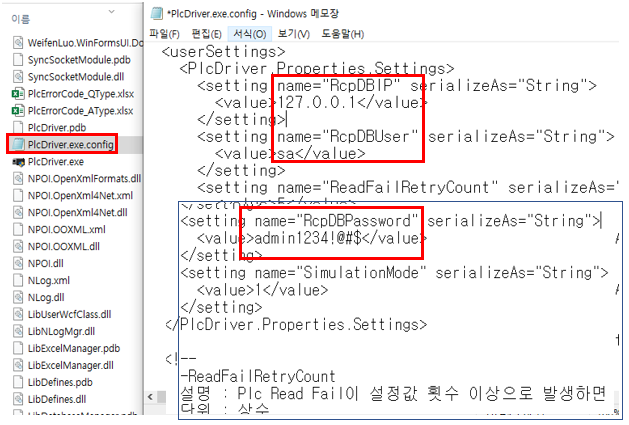 이름
WeifenLuo.WinFormsUI.Do
SyncSocketModule.pdb
SyncSocketModule.dll
PlcErrorCode_QType.xlsx
PlcErrorCode_AType.xlsx
PlcDriver.pdb
PlcDriver.exe.config
PlcDriver.exe
NPOI.OpenXmlFormats.dll
NPOI.OpenXml4Net.xml
NPOI.OpenXml4Net.dll
NPOI.OOXML.xml
NPOI.OOXML.dll
NPOI.dll
NLog.xml
NLog.dll
LibUserWcfClass.dll
LibNLogMgr.dll
LibExcelManager.pdb
LibExcelManager.dll
LibDefines.pdb
LibDefines.dll
*PlcDriver.exe.config - Windows 메모장
파일(F) 편집(E) 서식(O) 보기(V) 도움말(H)
<userSettings>
<PlcDriver.Properties.Settings>
<setting name="RcpDBIP" serializeAs="String">
<value>127.0.0.1</value>
</setting>
<setting name="RcpDBUser" serializeAs="String">
<value>sa</value>
</setting>
<setting name="ReadFailRetryCount" serializeAs="
<setting name="RcpDBPassword" serializeAs="String">
<value>admin1234!@#$</value>
</setting>
<setting name="SimulationMode" serializeAs="String">
<value>1</value>
</setting>
</PlcDriver.Properties.Settings>
<!--
-ReadFailRetryCount
설명 : Plc Read Fail이 설정값 횟수 이상으로 발생하면
단위 : 상수